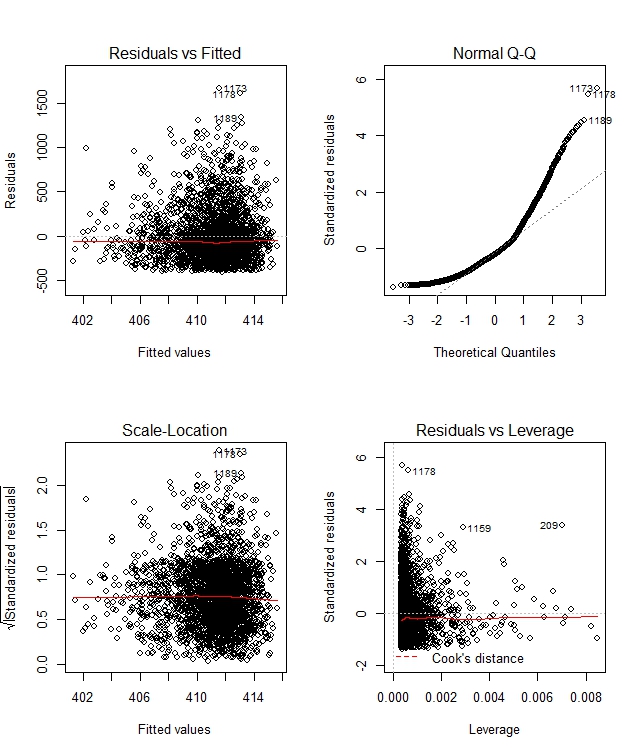 Residuals vs Fitted
Residuals
-500 0 500 1000 1500
1173
1178
1189
402 406 410 414
Fitted values
Normal Q-Q
Standardized residuals
0 2 4 6
1173
1178
1189
-3 -2 -1 0 1 2 3
Theoretical Quantiles
Scale-Location
√|Standardized residuals|
0.0 0.5 1.0 1.5 2.0
1173
1178
1189
402 406 410 414
Fitted values
Residuals vs Leverage
Standardized residuals
-2 0 2 4 6
1178
1159
209
Cook's distance
0.000 0.002 0.004 0.006 0.008
Leverage